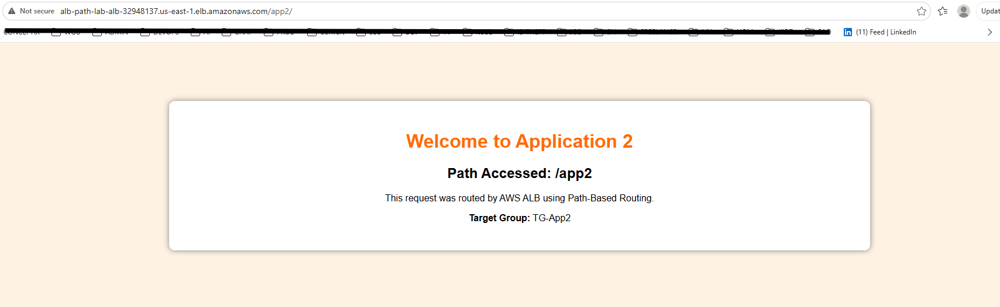 Not secure alb-path-lab-alb-32948137.us-east-1.elb.amazonaws.com/app2/ Updat
(11) Feed | LinkedIn
Welcome to Application 2
Path Accessed: /app2
This request was routed by AWS ALB using Path-Based Routing.
Target Group: TG-App2